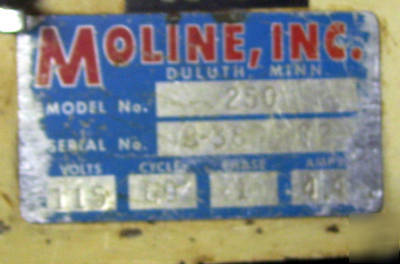 MOLINE, INC.
DULUTH, MINN
MODEL No. 250
SERIAL No.
VOLTS CYCLE PHASE AMPS
115 60 1